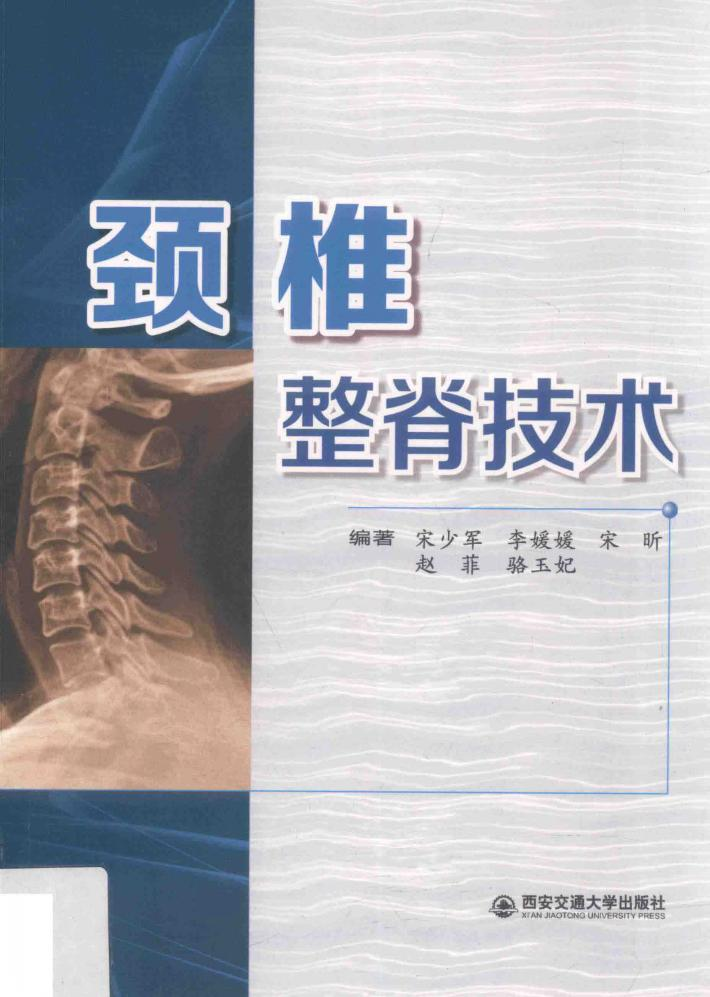 颈椎
整脊技术
编著 宋少军 李媛媛 宋昕
赵菲 骆玉妃
西安交通大学出版社
XI'AN JIAOTONG UNIVERSITY PRESS